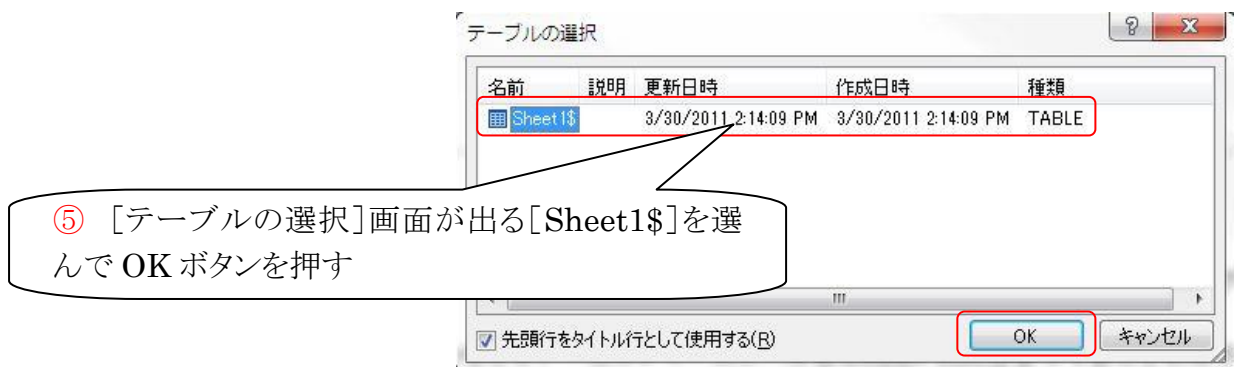 テーブルの選択
名前 説明 更新日時 作成日時 種類
Sheet1$ 3/30/2011 2:14:09 PM 3/30/2011 2:14:09 PM TABLE
⑤ [テーブルの選択]画面が出る[Sheet1$]を選
んで OK ボタンを押す
先頭行をタイトル行として使用する(R) OK キャンセル